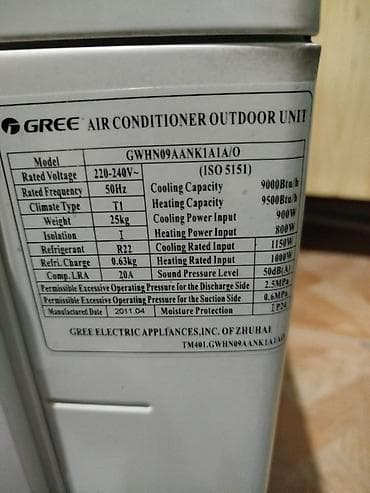 GREE AIR CONDITIONER OUTDOOR UNIT
Model GWHN09AANK1A1A/O
Rated Voltage 220-240V~ (ISO 5151)
Rated Frequency 50Hz Cooling Capacity 9000Btu/h
Climate Type T1 Heating Capacity 9500Btu/h
Weight 25kg Cooling Power Input 900W
Isolation I Heating Power Input 800W
Refrigerant R22 Cooling Rated Input 1150W
Refri. Charge 0.63kg Heating Rated Input 1000W
Comp. LRA 20A Sound Pressure Level 50dB(A)
Permissible Excessive Operating Pressure for the Discharge Side 2.5MPa
Permissible Excessive Operating Pressure for the Suction Side 0.6MPa
Manufactured Date 2011.04 Moisture Protection IP24
GREE ELECTRIC APPLIANCES,INC. OF ZHUHAI
TM401.GWHN09AANK1A1A/O